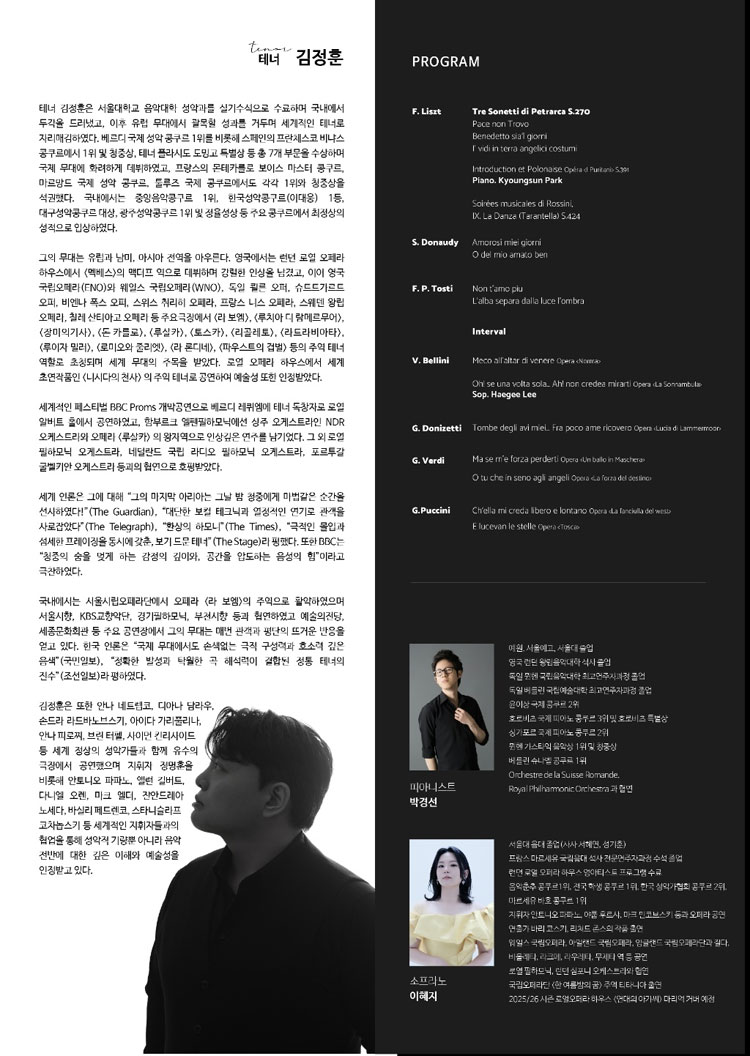 tenor
테너 김정훈
테너 김정훈은 서울대학교 음악대학 성악과를 실기수석으로 수료하며 국내에서
두각을 드러냈고, 이후 유럽 무대에서 괄목할 성과를 거두며 세계적인 테너로
자리매김하였다. 베르디 국제 성악 콩쿠르 1위를 비롯해 스페인의 프란체스코 비냐스
콩쿠르에서 1위 및 청중상, 테너 플라시도 도밍고 특별상 등 총 7개 부문을 수상하며
국제 무대에 화려하게 데뷔하였고, 프랑스의 몬테카를로 보이스 마스터 콩쿠르,
마르망드 국제 성악 콩쿠르, 툴루즈 국제 콩쿠르에서도 각각 1위와 청중상을
석권했다. 국내에서는 중앙음악콩쿠르 1위, 한국성악콩쿠르(이대웅) 1등,
대구성악콩쿠르 대상, 광주성악콩쿠르 1위 및 정율성상 등 주요 콩쿠르에서 최정상의
성적으로 입상하였다.
그의 무대는 유럽과 남미, 아시아 전역을 아우른다. 영국에서는 런던 로열 오페라
하우스에서 〈맥베스〉의 맥더프 역으로 데뷔하며 강렬한 인상을 남겼고, 이어 영국
국립오페라(ENO)와 웨일스 국립오페라(WNO), 독일 쾰른 오퍼, 슈트트가르트
오퍼, 비엔나 폭스 오퍼, 스위스 취리히 오페라, 프랑스 니스 오페라, 스웨덴 왕립
오페라, 칠레 산티아고 오페라 등 주요극장에서 〈라 보엠〉, 〈루치아 디 람메르무어〉,
〈장미의기사〉, 〈돈 카를로〉, 〈루살카〉, 〈토스카〉, 〈리골레토〉, 〈라트라비아타〉,
〈루이자 밀러〉, 〈로미오와 줄리엣〉, 〈라 론디네〉, 〈파우스트의 겁벌〉 등의 주역 테너
역할로 초청되며 세계 무대의 주목을 받았다. 로열 오페라 하우스에서 세계
초연작품인 〈니시다의 천사〉의 주역 테너로 공연하여 예술성 또한 인정받았다.
세계적인 페스티벌 BBC Proms 개막공연으로 베르디 레퀴엠에 테너 독창자로 로열
알버트 홀에서 공연하였고, 함부르크 엘프필하모닉에선 상주 오케스트라인 NDR
오케스트라와 오페라 〈루살카〉의 왕자역으로 인상깊은 연주를 남기었다. 그 외 로열
필하모닉 오케스트라, 네덜란드 국립 라디오 필하모닉 오케스트라, 포르투갈
굴벵키안 오케스트라 등과의 협연으로 호평받았다.
세계 언론은 그에 대해 “그의 마지막 아리아는 그날 밤 청중에게 마법같은 순간을
선사하였다!”(The Guardian), “대단한 보컬 테크닉과 열정적인 연기로 관객을
사로잡았다”(The Telegraph), “환상의 하모니”(The Times), “극적인 몰입과
섬세한 프레이징을 동시에 갖춘, 보기 드문 테너”(The Stage)라 평했다. 또한 BBC는
“청중의 숨을 멎게 하는 감정의 깊이와, 공간을 압도하는 음성의 힘”이라고
극찬하였다.
국내에서는 서울시립오페라단에서 오페라 〈라 보엠〉의 주역으로 활약하였으며
서울시향, KBS교향악단, 경기필하모닉, 부천시향 등과 협연하였고 예술의전당,
세종문화회관 등 주요 공연장에서 그의 무대는 매번 관객과 평단의 뜨거운 반응을
얻고 있다. 한국 언론은 “국제 무대에서도 손색없는 극적 구성력과 호소력 깊은
음색”(국민일보), “정확한 발성과 탁월한 곡 해석력이 결합된 정통 테너의
진수”(조선일보)라 평하였다.
김정훈은 또한 안나 네트렙코, 디아나 담라우,
손드라 라드바노브스키, 아이다 가리풀리나,
안나 피로찌, 브린 터펠, 사이먼 킨리사이드
등 세계 정상의 성악가들과 함께 유수의
극장에서 공연했으며 지휘자 정명훈을
비롯해 안토니오 파파노, 앨런 길버트,
다니엘 오렌, 마크 엘더, 쟌안드레아
노세다, 바실리 페트렌코, 스타니슬라프
코차놉스키 등 세계적인 지휘자들과의
협업을 통해 성악적 기량뿐 아니라 음악
전반에 대한 깊은 이해와 예술성을
인정받고 있다.
PROGRAM
F. Liszt Tre Sonetti di Petrarca S.270
Pace non Trovo
Benedetto sia'l giorni
I' vidi in terra angelici costumi
Introduction et Polonaise Opéra ‹I Puritani› S.391
Piano. Kyoungsun Park
Soirées musicales di Rossini,
IX. La Danza (Tarantella) S.424
S. Donaudy Amorosi miei giorni
O del mio amato ben
F. P. Tosti Non t'amo piu
L'alba separa dalla luce l'ombra
Interval
V. Bellini Meco all'altar di venere Opera ‹Norma›
Oh! se una volta sola.. Ah! non credea mirarti Opera ‹La Sonnambula›
Sop. Haegee Lee
G. Donizetti Tombe degli avi miei.. Fra poco ame ricovero Opera ‹Lucia di Lammermoor›
G. Verdi Ma se m'e forza perderti Opera ‹Un ballo in Maschera›
O tu che in seno agli angeli Opera ‹La forza del destino›
G.Puccini Ch'ella mi creda libero e lontano Opera ‹La fanciulla del west›
E lucevan le stelle Opera ‹Tosca›
예원, 서울예고, 서울대 졸업
영국 런던 왕립음악대학 석사 졸업
독일 뮌헨 국립음악대학 최고연주자과정 졸업
독일 베를린 국립예술대학 최고연주자과정 졸업
윤이상 국제 콩쿠르 2위
호로비츠 국제 피아노 콩쿠르 3위 및 호로비츠 특별상
싱가포르 국제 피아노 콩쿠르 2위
뮌헨 가스타익 음악상 1위 및 청중상
베를린 슈나벨 콩쿠르 1위
Orchestre de la Suisse Romande,
Royal Philharmonic Orchestra 과 협연
피아니스트
박경선
서울대 음대 졸업 (사사 서혜연, 성기훈)
프랑스 마르세유 국립음대 석사 전문연주자과정 수석 졸업
런던 로열 오페라 하우스 영아티스트 프로그램 수료
음악춘추 콩쿠르1위, 전국 학생 콩쿠르 1위, 한국 성악가협회 콩쿠르 2위,
마르세유 바호 콩쿠르 1위
지휘자 안토니오 파파노, 야쿱 후르샤, 마크 밍코브스키 등과 오페라 공연
연출가 바리 코스키, 리처드 존스의 작품 출연
웨일스 국립오페라, 아일랜드 국립오페라, 잉글랜드 국립오페라단과 질다,
비올레타, 라크메, 라우레타, 무제타 역 등 공연
로열 필하모닉, 런던 심포니 오케스트라와 협연
국립오페라단 〈한 여름밤의 꿈〉 주역 티타니아 출연
2025/26 시즌 로열오페라 하우스 〈연대의 아가씨〉 마리역 커버 예정
소프라노
이혜지